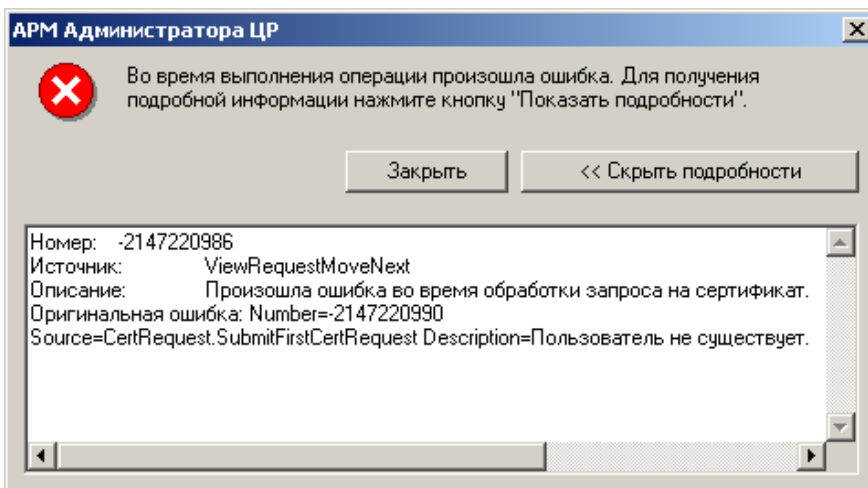 АРМ Администратора ЦР
Во время выполнения операции произошла ошибка. Для получения
подробной информации нажмите кнопку "Показать подробности".
Закрыть
<< Скрыть подробности
Номер: -2147220986
Источник: ViewRequestMoveNext
Описание: Произошла ошибка во время обработки запроса на сертификат.
Оригинальная ошибка: Number=-2147220990
Source=CertRequest.SubmitFirstCertRequest Description=Пользователь не существует.